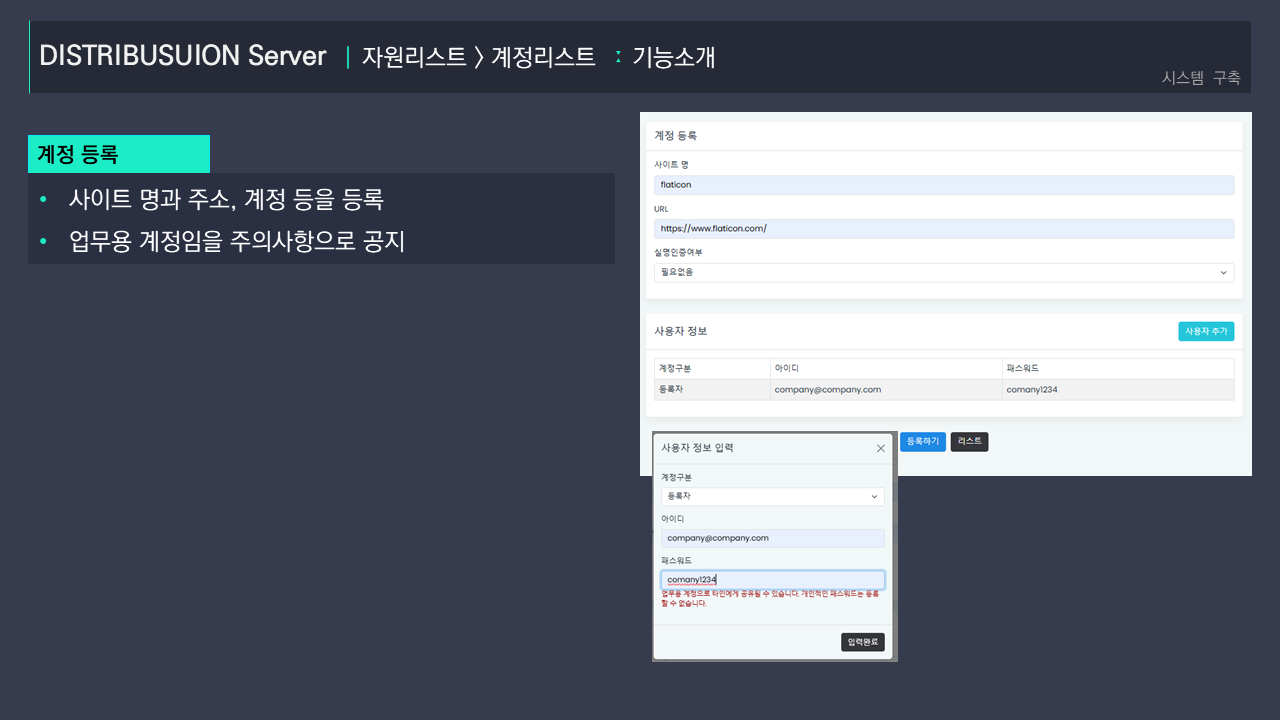 DISTRIBUSUION Server | 자원리스트 > 계정리스트 : 기능소개
시스템 구축
계정 등록
• 사이트 명과 주소, 계정 등을 등록
• 업무용 계정임을 주의사항으로 공지
계정 등록
사이트 명
flaticon
URL
https://www.flaticon.com/
실명인증여부
필요없음
사용자 정보
사용자 추가
계정구분 아이디 패스워드
등록자 company@company.com comany1234
등록하기 리스트
사용자 정보 입력
계정구분
등록자
아이디
company@company.com
패스워드
comany1234
업무용 계정으로 타인에게 공유될 수 있습니다. 개인적인 패스워드는 등록
할 수 없습니다.
입력완료